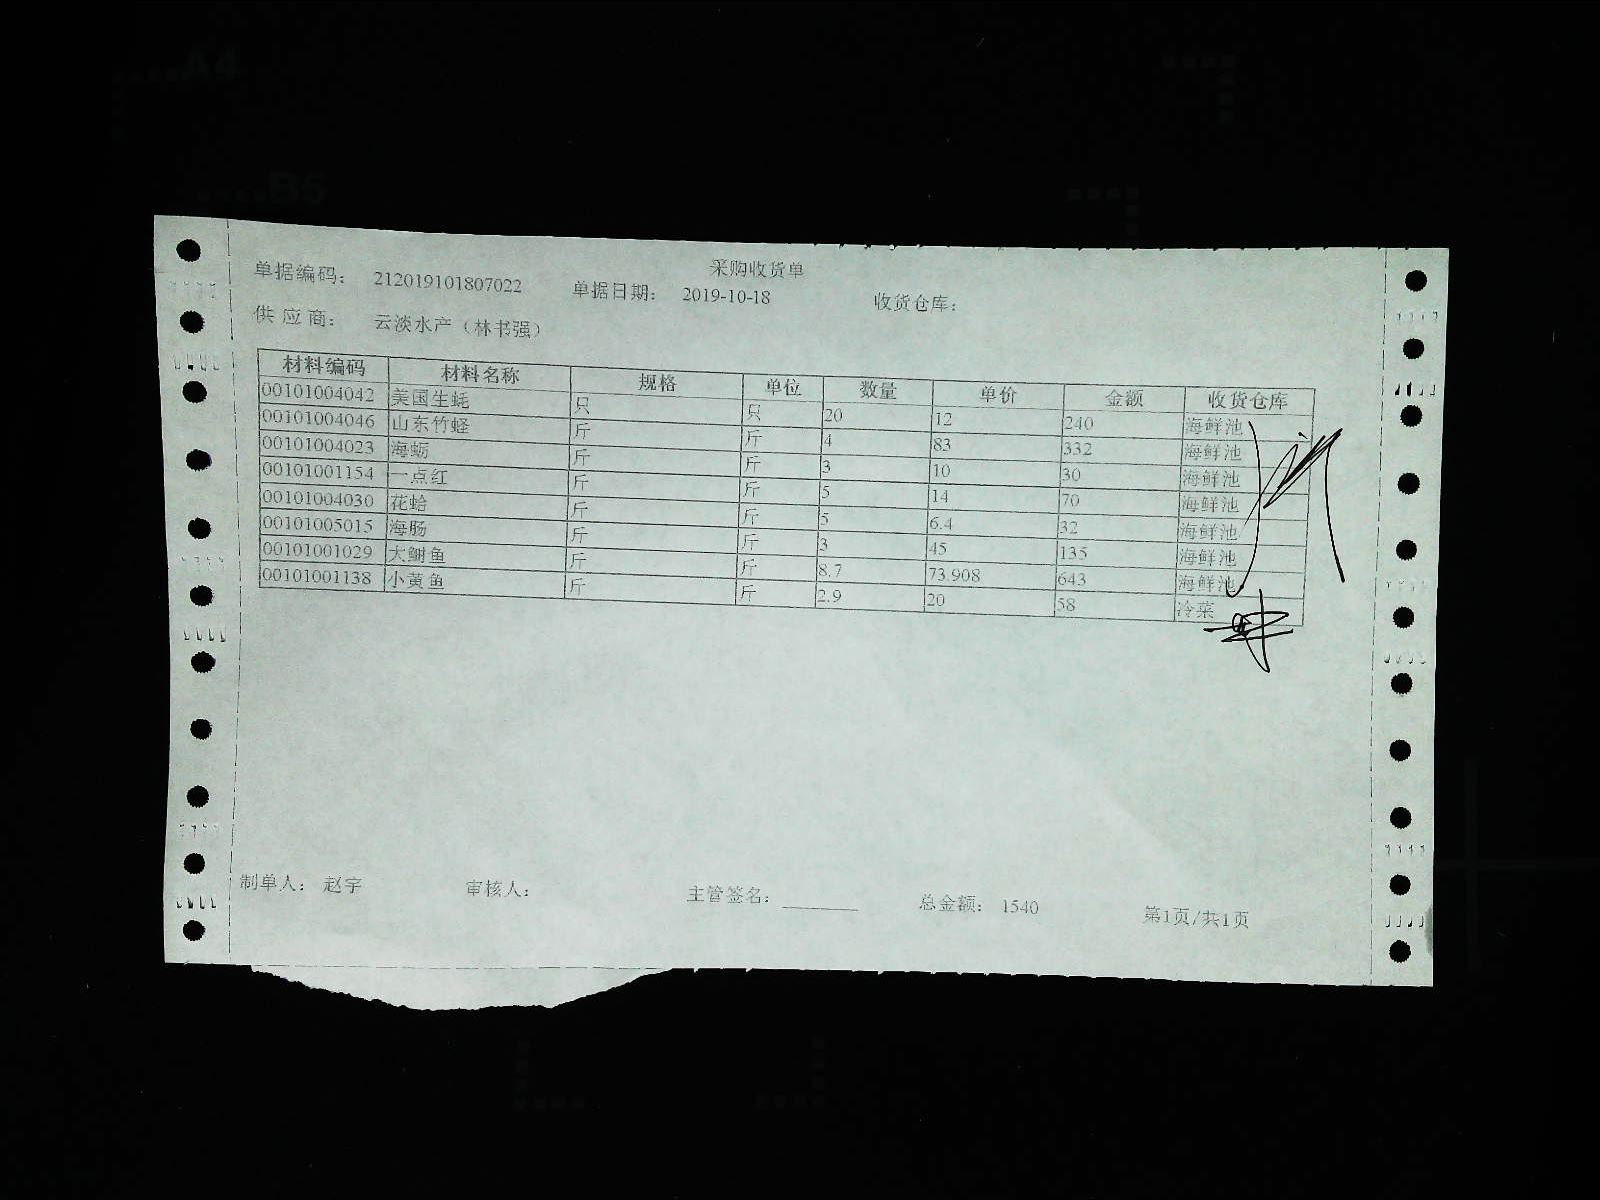 采购收货单
单据编码： 212019101807022 单据日期： 2019-10-18 收货仓库：
供 应 商： 云淡水产（林书强）
材料编码 材料名称 规格 单位 数量 单价 金额 收货仓库
00101004042 美国生蚝 只 只 20 12 240 海鲜池
00101004046 山东竹蛏 斤 斤 4 83 332 海鲜池
00101004023 海蛎 斤 斤 3 10 30 海鲜池
00101001154 一点红 斤 斤 5 14 70 海鲜池
00101004030 花蛤 斤 斤 5 6.4 32 海鲜池
00101005015 海肠 斤 斤 3 45 135 海鲜池
00101001029 大鲥鱼 斤 斤 8.7 73.908 643 海鲜池
00101001138 小黄鱼 斤 斤 2.9 20 58 冷菜
制单人： 赵宇 审核人： 主管签名： 总金额： 1540 第1页/共1页